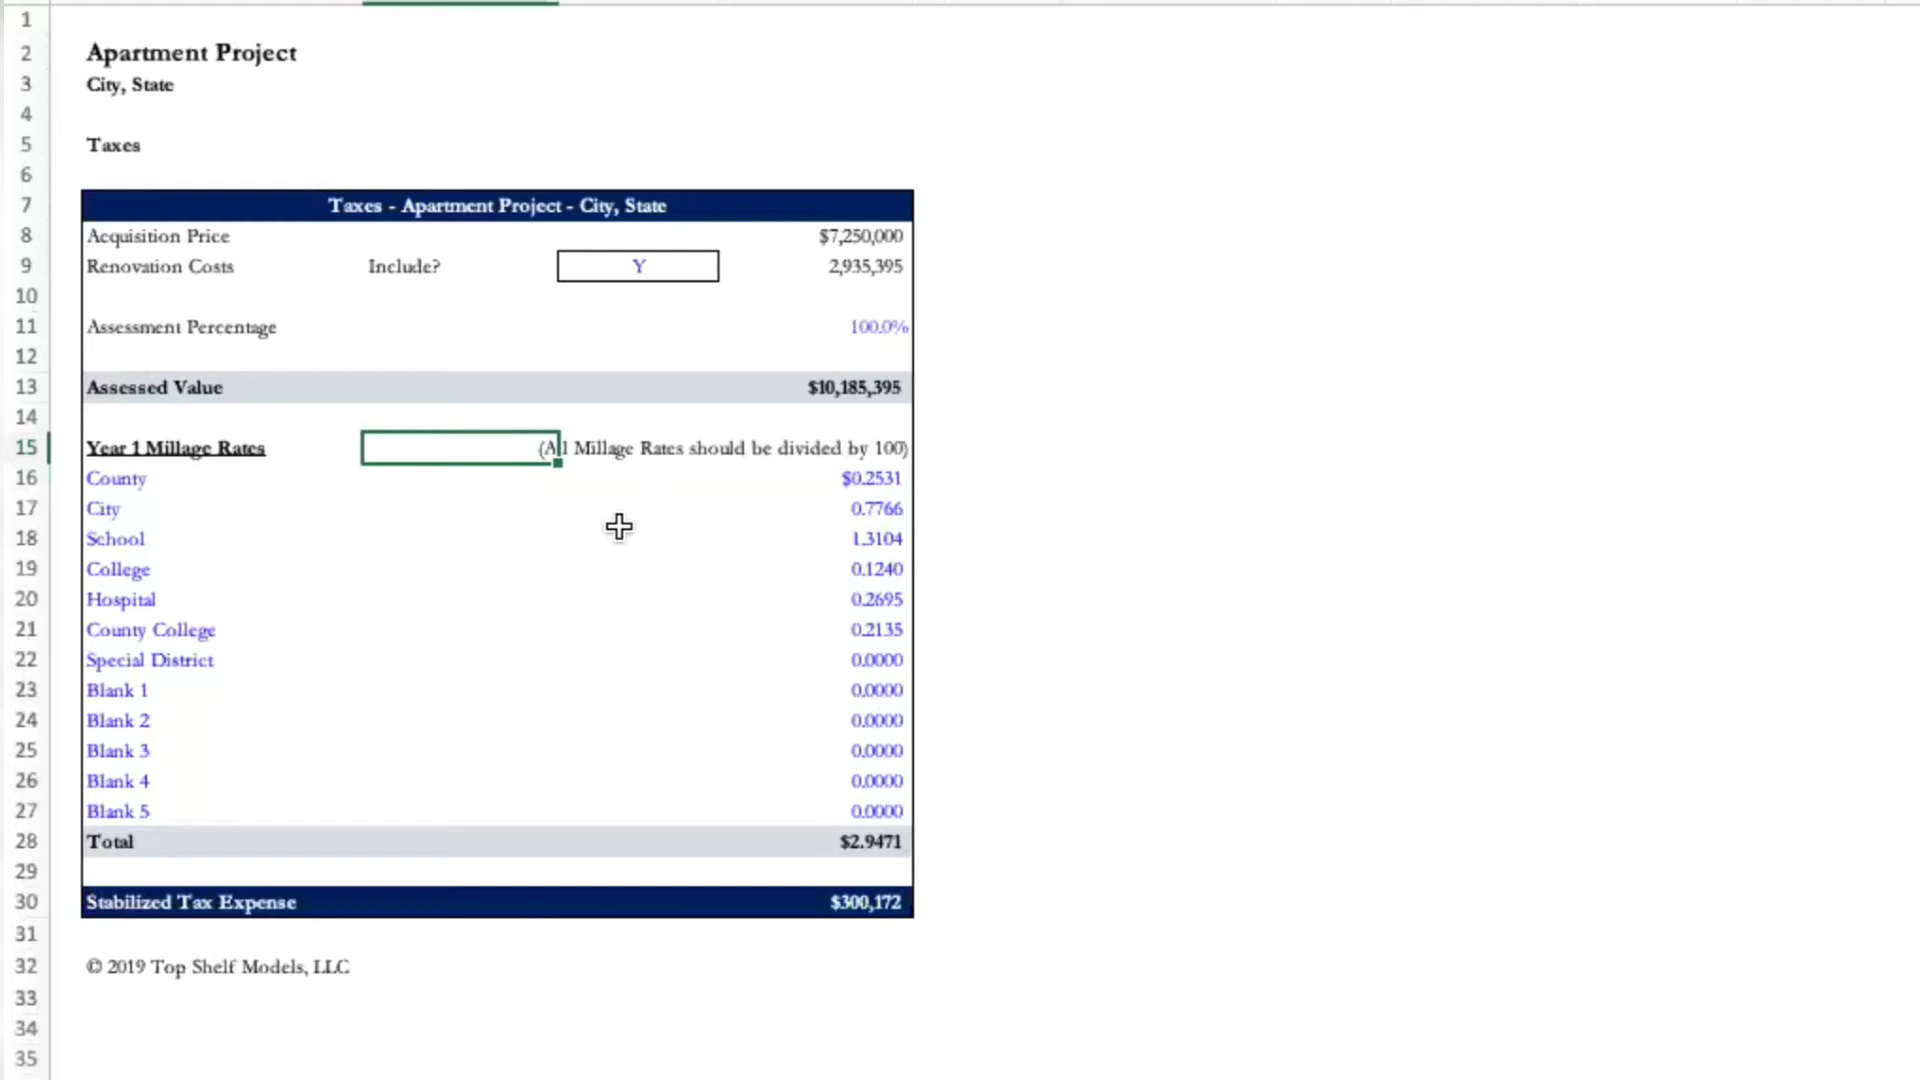 1
2 Apartment Project
3 City, State
4
5 Taxes
6
7 Taxes - Apartment Project - City, State
8 Acquisition Price $7,250,000
9 Renovation Costs Include? Y 2,935,395
10
11 Assessment Percentage 100.0%
12
13 Assessed Value $10,185,395
14
15 Year 1 Millage Rates (All Millage Rates should be divided by 100)
16 County $0.2531
17 City 0.7766
18 School 1.3104
19 College 0.1240
20 Hospital 0.2695
21 County College 0.2135
22 Special District 0.0000
23 Blank 1 0.0000
24 Blank 2 0.0000
25 Blank 3 0.0000
26 Blank 4 0.0000
27 Blank 5 0.0000
28 Total $2.9471
29
30 Stabilized Tax Expense $300,172
31
32 © 2019 Top Shelf Models, LLC
33
34
35